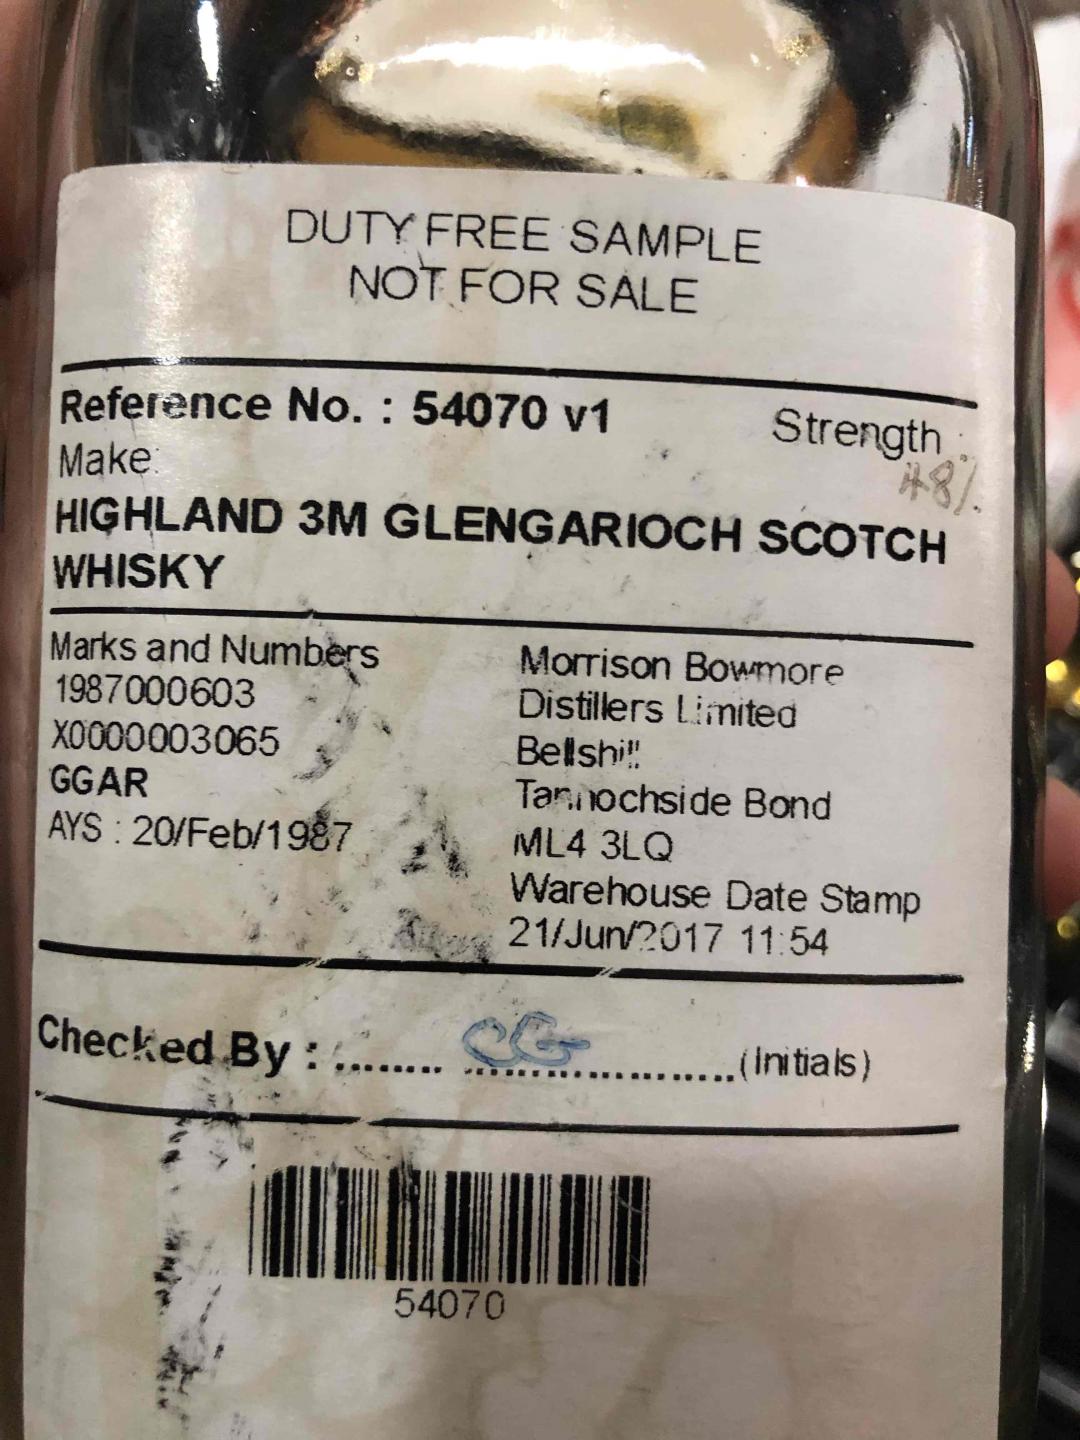 DUTY FREE SAMPLE
NOT FOR SALE
Reference No. : 54070 v1
Strength :
48%
Make:
HIGHLAND 3M GLENGARIOCH SCOTCH
WHISKY
Marks and Numbers
1987000603
X0000003065
GGAR
AYS : 20/Feb/1987
Morrison Bowmore
Distillers Limited
Bellshill
Tannochside Bond
ML4 3LQ
Warehouse Date Stamp
21/Jun/2017 11:54
Checked By : ........ CG ....................(Initials)
54070